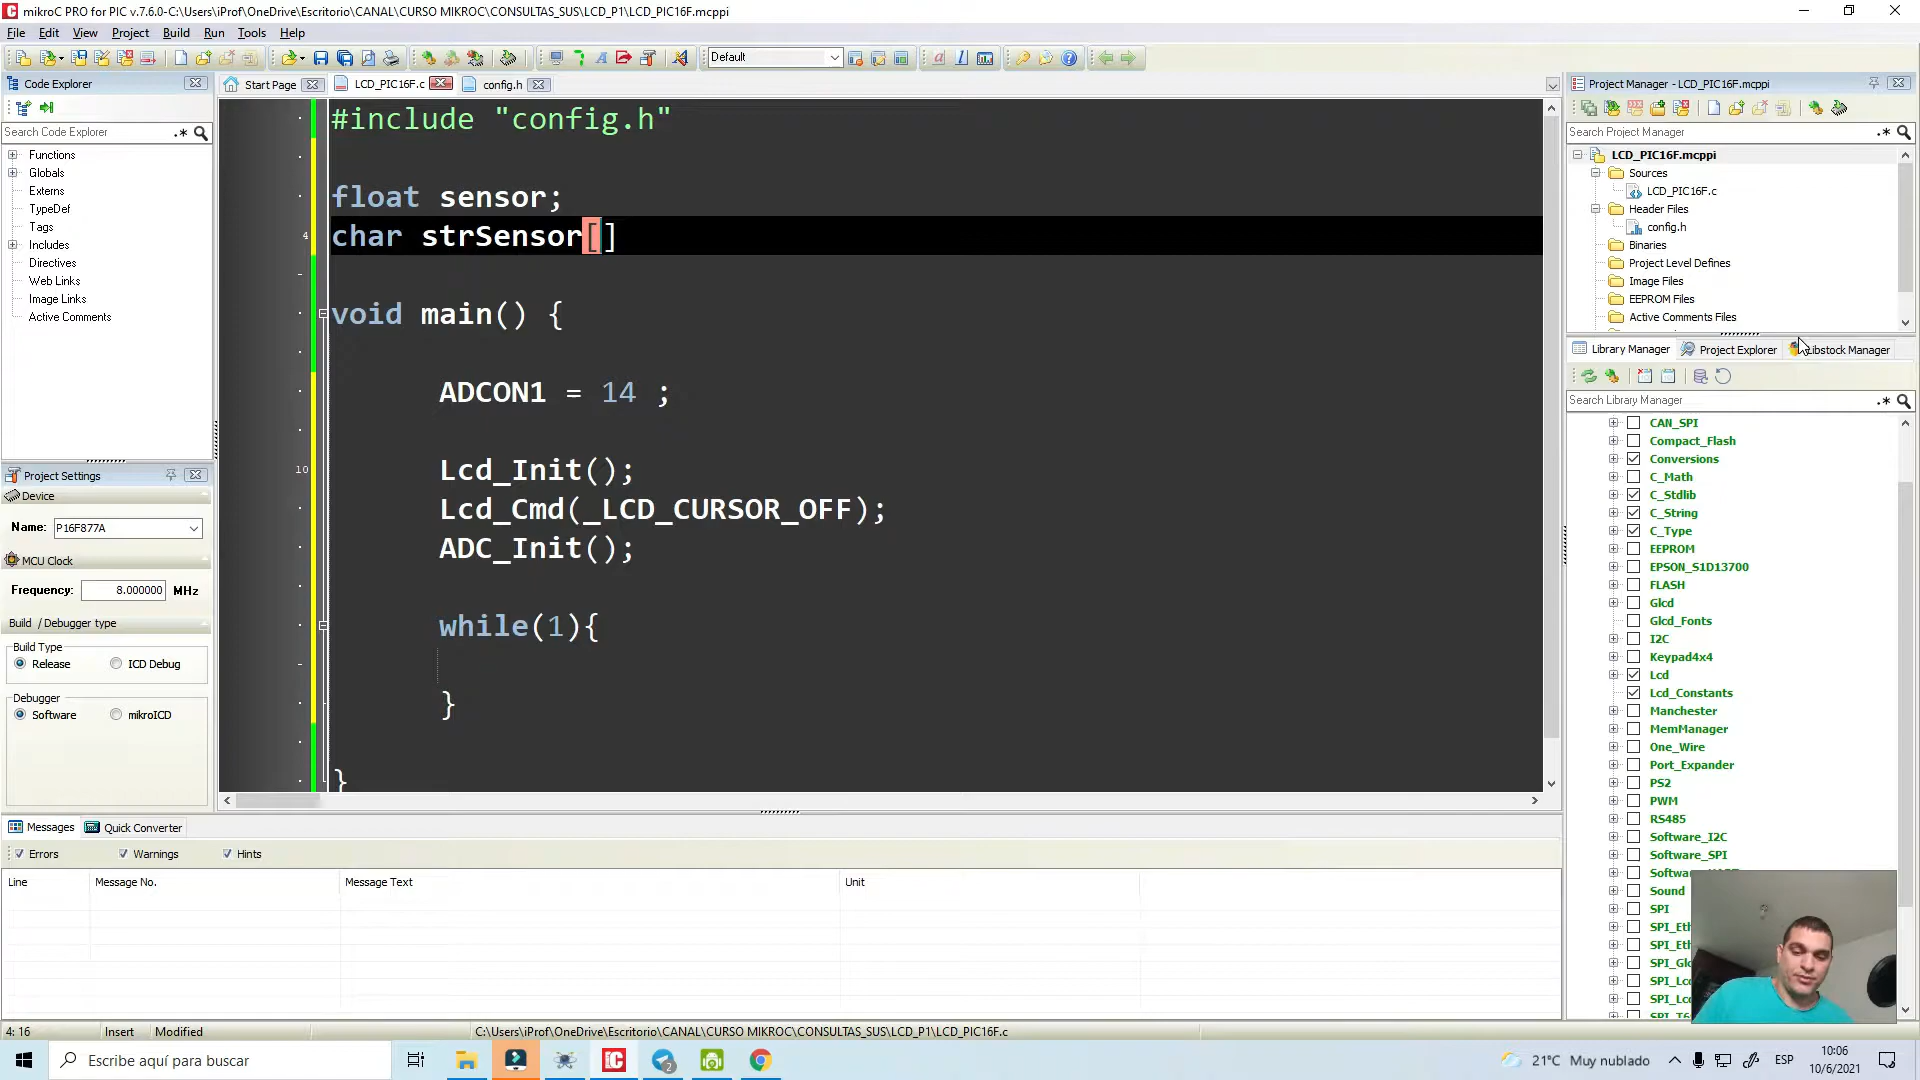 mikroC PRO for PIC v.7.6.0-C:\Users\iProf\OneDrive\Escritorio\CANAL\CURSO MIKROC\CONSULTAS_SUS\LCD_P1\LCD_PIC16F.mcppi
File Edit View Project Build Run Tools Help
Default
Code Explorer
Search Code Explorer
Functions
Globals
Externs
TypeDef
Tags
Includes
Directives
Web Links
Image Links
Active Comments
Project Settings
Device
Name: P16F877A
MCU Clock
Frequency: 8.000000 MHz
Build / Debugger type
Build Type
Release ICD Debug
Debugger
Software mikroICD
Start Page LCD_PIC16F.c config.h
#include "config.h"
float sensor;
4 char strSensor[]
void main() {
ADCON1 = 14 ;
10 Lcd_Init();
Lcd_Cmd(_LCD_CURSOR_OFF);
ADC_Init();
while(1){
}
}
Project Manager - LCD_PIC16F.mcppi
Search Project Manager
LCD_PIC16F.mcppi
Sources
LCD_PIC16F.c
Header Files
config.h
Binaries
Project Level Defines
Image Files
EEPROM Files
Active Comments Files
Library Manager Project Explorer Libstock Manager
Search Library Manager
CAN_SPI
Compact_Flash
Conversions
C_Math
C_Stdlib
C_String
C_Type
EEPROM
EPSON_S1D13700
FLASH
Glcd
Glcd_Fonts
I2C
Keypad4x4
Lcd
Lcd_Constants
Manchester
MemManager
One_Wire
Port_Expander
PS2
PWM
RS485
Software_I2C
Software_SPI
Sound
SPI
Messages Quick Converter
Errors Warnings Hints
Line Message No. Message Text Unit
4: 16 Insert Modified C:\Users\iProf\OneDrive\Escritorio\CANAL\CURSO MIKROC\CONSULTAS_SUS\LCD_P1\LCD_PIC16F.c
Escribe aquí para buscar
2
21°C Muy nublado
ESP
10:06
10/6/2021